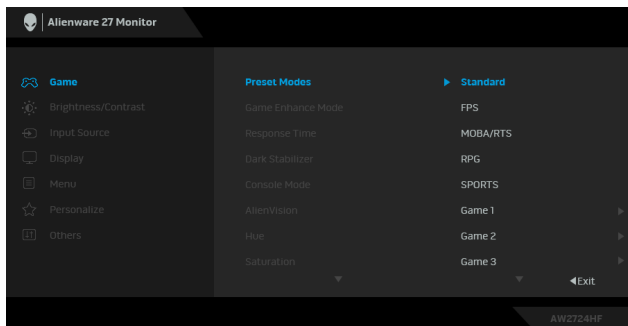 Alienware 27 Monitor
Game Preset Modes Standard
Brightness/Contrast Game Enhance Mode FPS
Input Source Response Time MOBA/RTS
Display Dark Stabilizer RPG
Menu Console Mode SPORTS
Personalize AlienVision Game 1
Others Hue Game 2
Saturation Game 3
Exit
AW2724HF